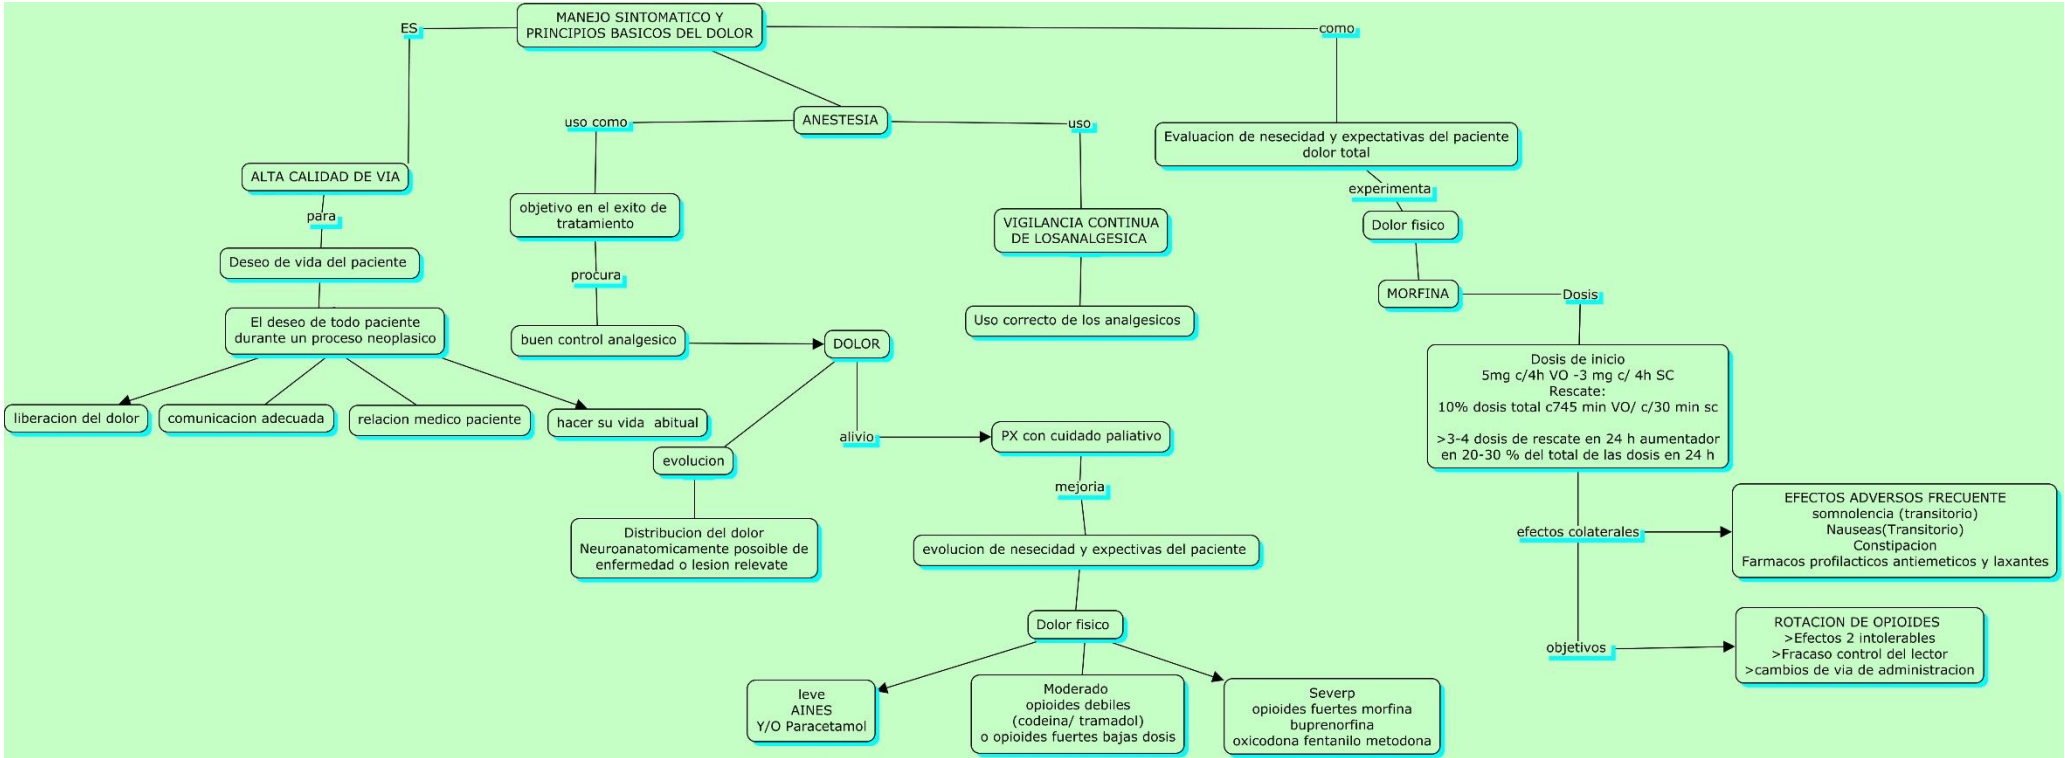 MANEJO SINTOMATICO Y
PRINCIPIOS BASICOS DEL DOLOR
ES
como
ANESTESIA
uso como
uso
Evaluacion de nesecidad y expectativas del paciente
dolor total
ALTA CALIDAD DE VIA
experimenta
para
objetivo en el exito de
tratamiento
VIGILANCIA CONTINUA
DE LOSANALGESICA
Dolor fisico
Deseo de vida del paciente
procura
MORFINA
Dosis
El deseo de todo paciente
durante un proceso neoplasico
buen control analgesico
DOLOR
Uso correcto de los analgesicos
Dosis de inicio
5mg c/4h VO -3 mg c/ 4h SC
Rescate:
10% dosis total c745 min VO/ c/30 min sc
>3-4 dosis de rescate en 24 h aumentador
en 20-30 % del total de las dosis en 24 h
liberacion del dolor
comunicacion adecuada
relacion medico paciente
hacer su vida abitual
alivio
PX con cuidado paliativo
evolucion
mejoria
Distribucion del dolor
Neuroanatomicamente posible de
enfermedad o lesion relevate
evolucion de nesecidad y expectivas del paciente
efectos colaterales
EFECTOS ADVERSOS FRECUENTE
somnolencia (transitorio)
Nauseas(Transitorio)
Constipacion
Farmacos profilacticos antiemeticos y laxantes
Dolor fisico
objetivos
ROTACION DE OPIOIDES
>Efectos 2 intolerables
>Fracaso control del lector
>cambios de via de administracion
leve
AINES
Y/O Paracetamol
Moderado
opioides debiles
(codeina/ tramadol)
o opioides fuertes bajas dosis
Severp
opioides fuertes morfina
buprenorfina
oxicodona fentanilo metodona